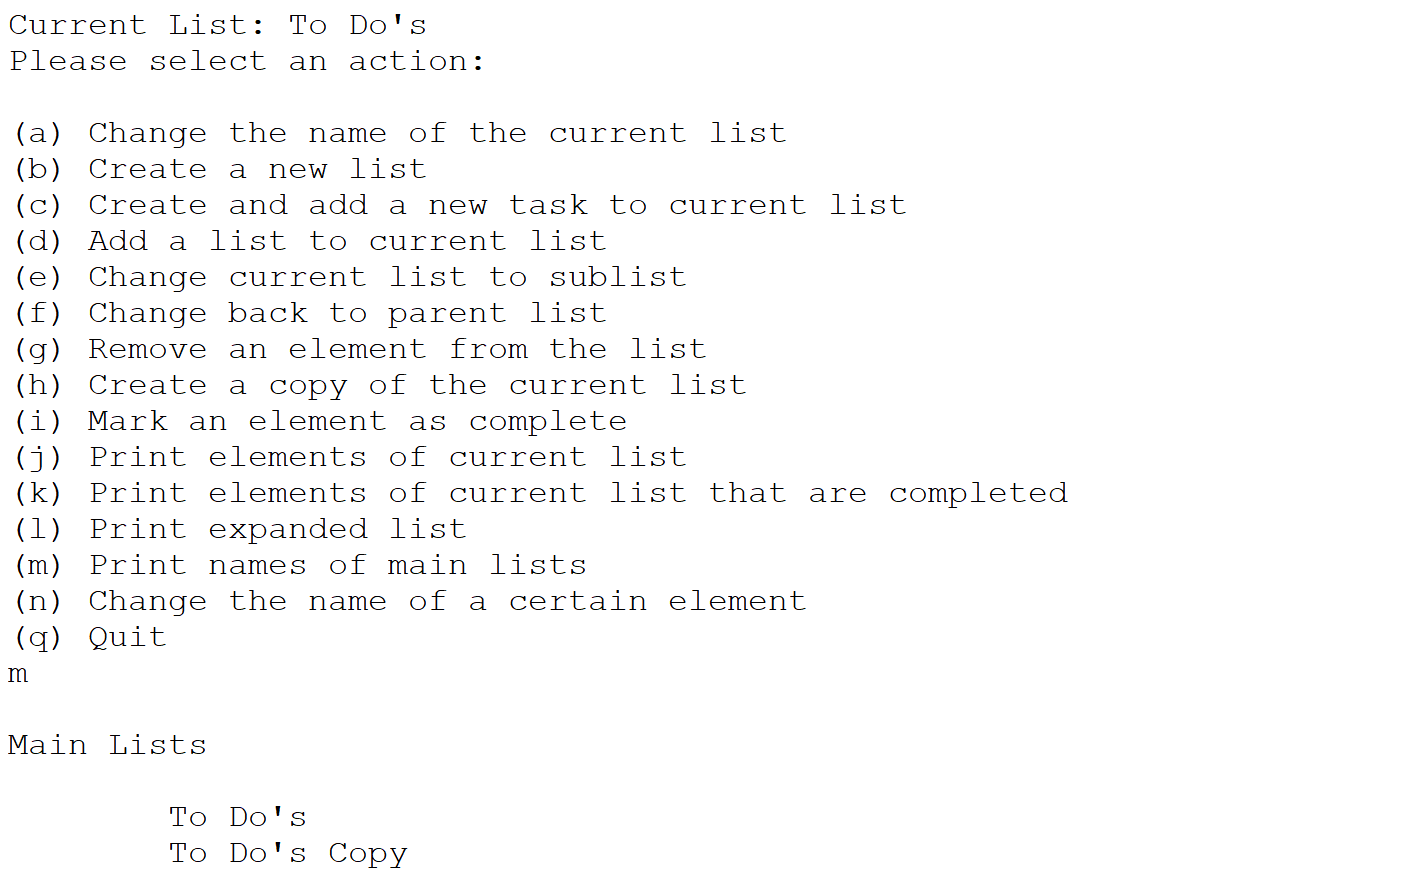 Current List: To Do's
Please select an action:
(a) Change the name of the current list
(b) Create a new list
(c) Create and add a new task to current list
(d) Add a list to current list
(e) Change current list to sublist
(f) Change back to parent list
(g) Remove an element from the list
(h) Create a copy of the current list
(i) Mark an element as complete
(j) Print elements of current list
(k) Print elements of current list that are completed
(l) Print expanded list
(m) Print names of main lists
(n) Change the name of a certain element
(q) Quit
m
Main Lists
To Do's
To Do's Copy